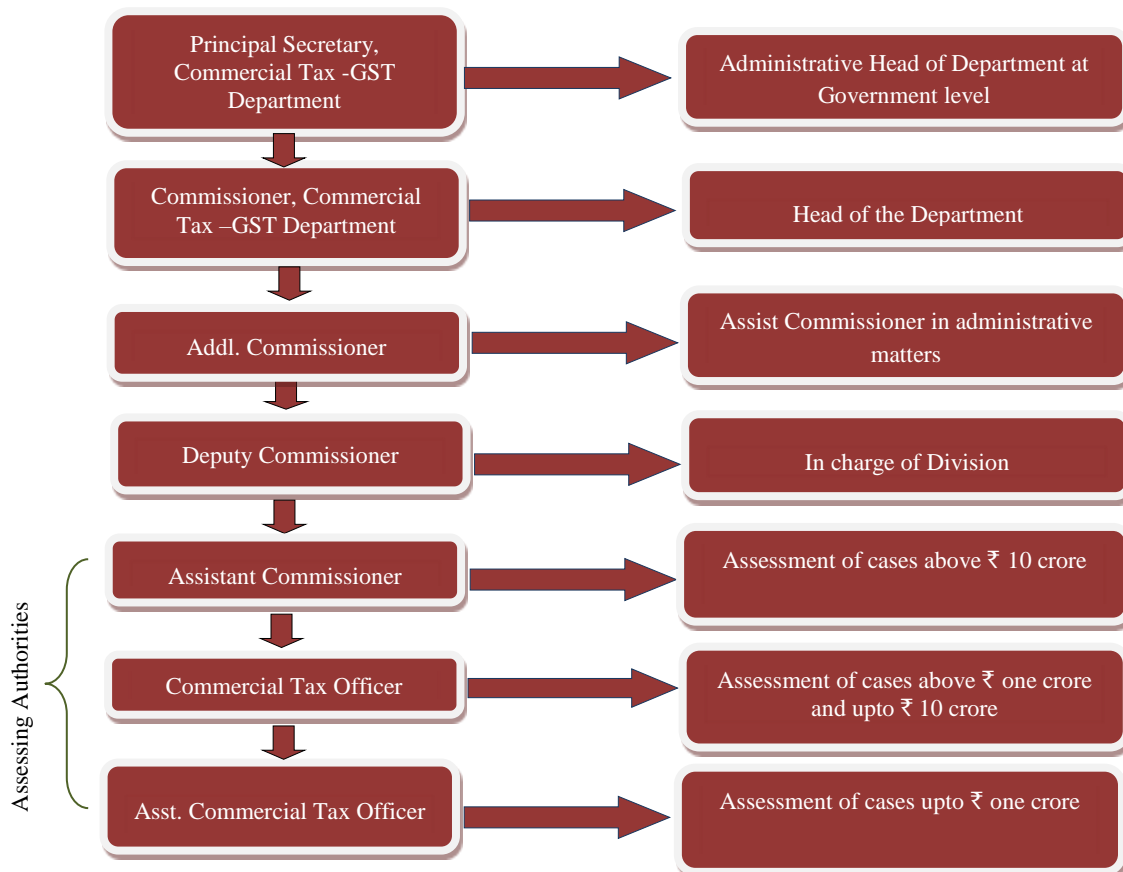 Principal Secretary,
Commercial Tax -GST
Department
Administrative Head of Department at
Government level
Commissioner, Commercial
Tax –GST Department
Head of the Department
Addl. Commissioner
Assist Commissioner in administrative
matters
Deputy Commissioner
In charge of Division
Assessing Authorities
Assistant Commissioner
Assessment of cases above ₹ 10 crore
Commercial Tax Officer
Assessment of cases above ₹ one crore
and upto ₹ 10 crore
Asst. Commercial Tax Officer
Assessment of cases upto ₹ one crore